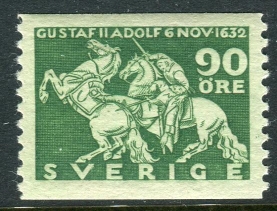 GUSTAF II ADOLF 6 NOV 1632
90
ÖRE
SVERIGE